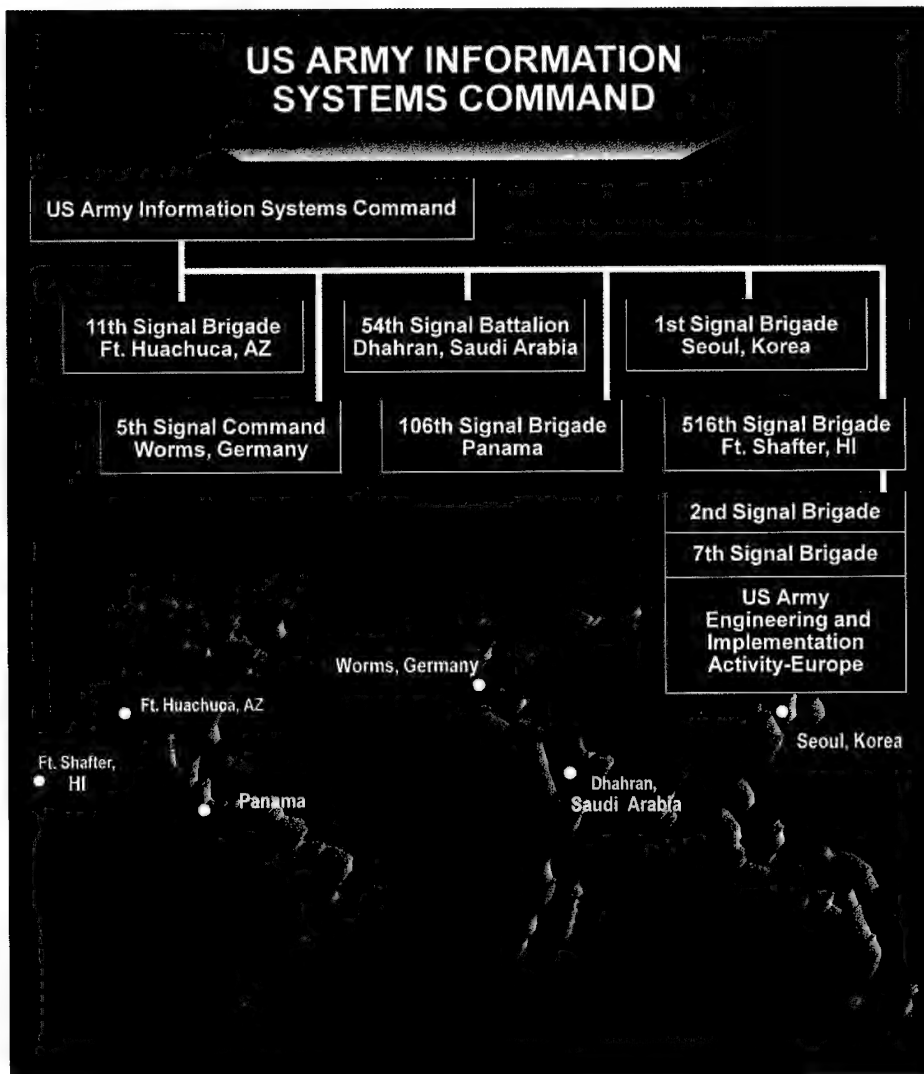 US ARMY INFORMATION
SYSTEMS COMMAND
US Army Information Systems Command
11th Signal Brigade
Ft. Huachuca, AZ
54th Signal Battalion
Dhahran, Saudi Arabia
1st Signal Brigade
Seoul, Korea
5th Signal Command
Worms, Germany
106th Signal Brigade
Panama
516th Signal Brigade
Ft. Shafter, HI
2nd Signal Brigade
7th Signal Brigade
US Army
Engineering and
Implementation
Activity-Europe
Worms, Germany
Ft. Huachuca, AZ
Seoul, Korea
Ft. Shafter,
HI
Panama
Dhahran,
Saudi Arabia